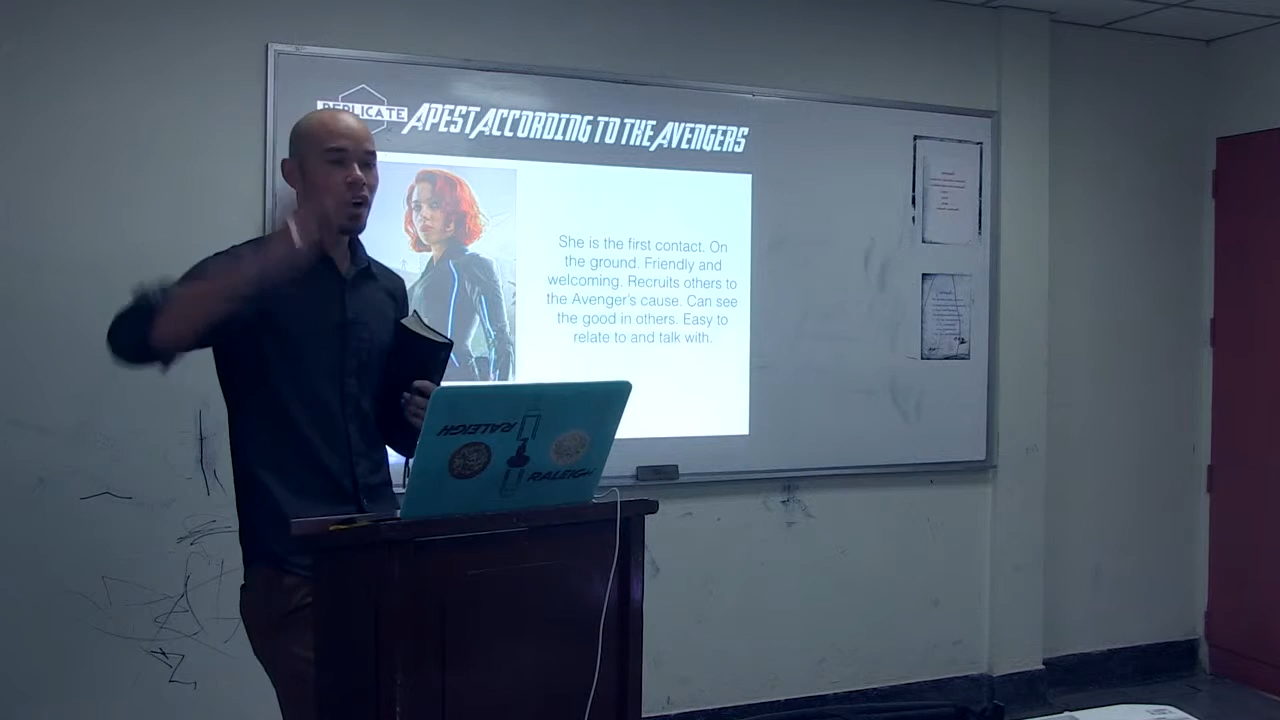 REPLICATE
APEST ACCORDING TO THE AVENGERS
She is the first contact. On
the ground. Friendly and
welcoming. Recruits others to
the Avenger's cause. Can see
the good in others. Easy to
relate to and talk with.
RALEIGH
RALEIGH